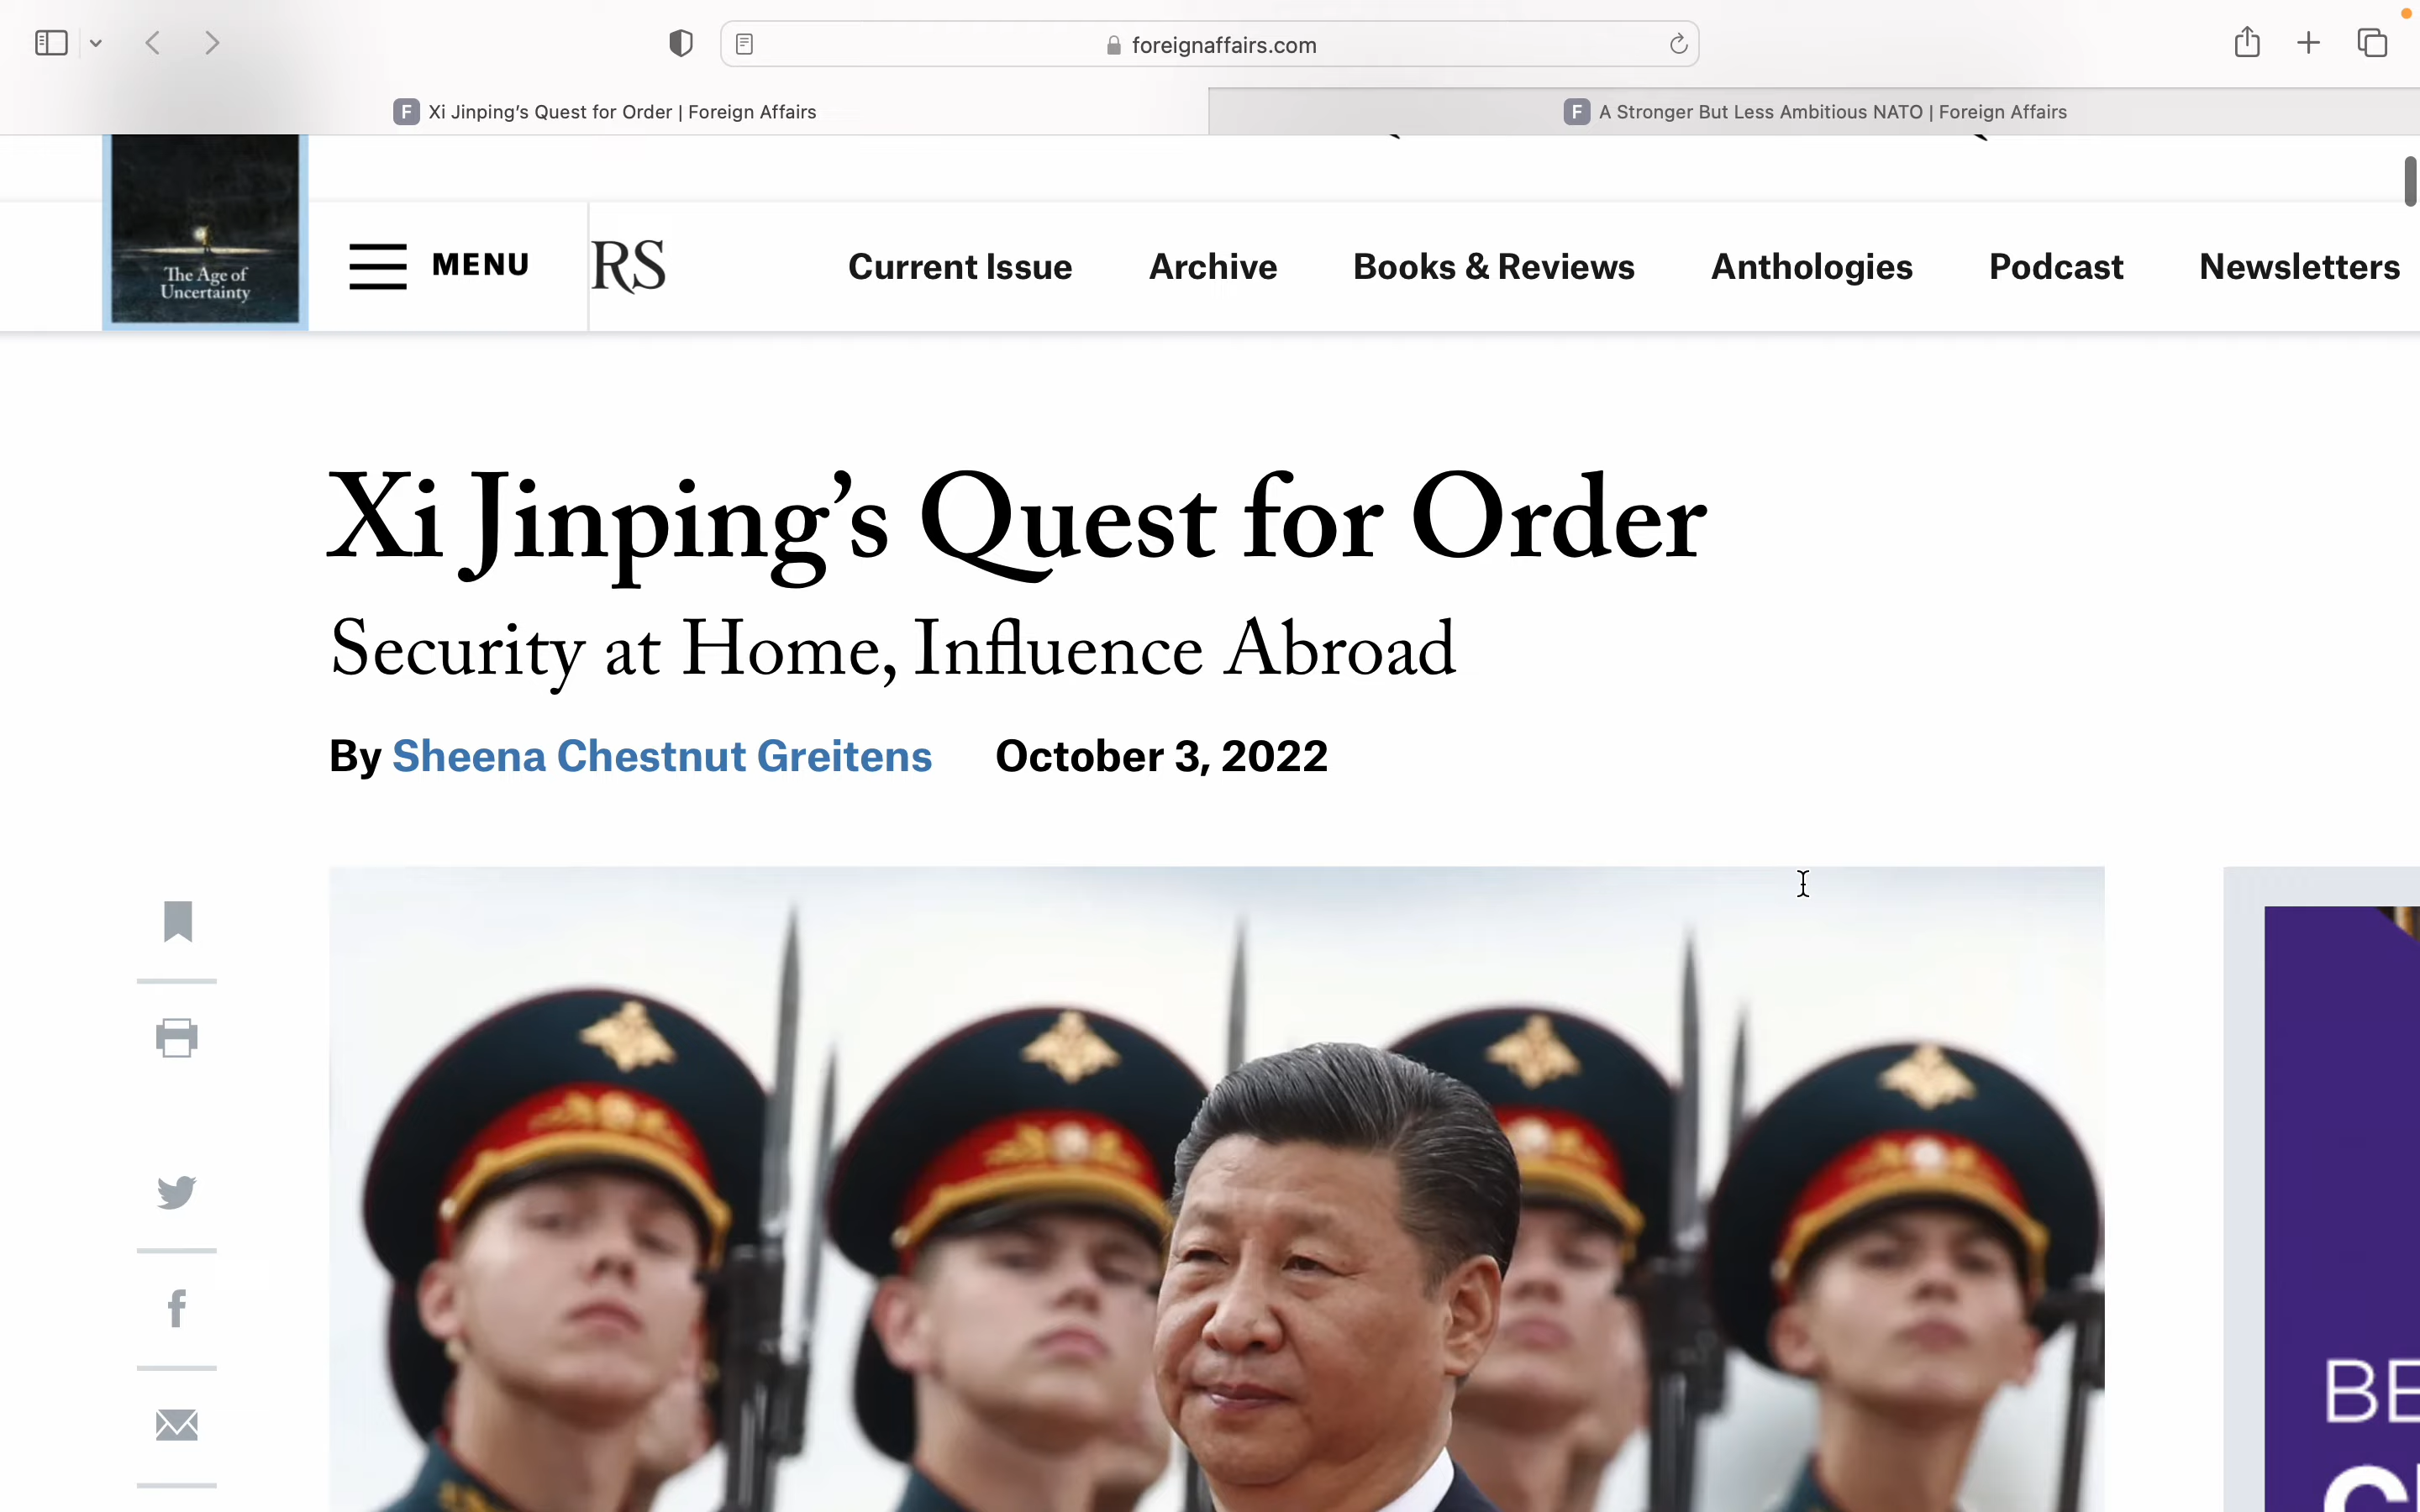 foreignaffairs.com
F Xi Jinping’s Quest for Order | Foreign Affairs
F A Stronger But Less Ambitious NATO | Foreign Affairs
The Age of
Uncertainty
MENU
RS
Current Issue
Archive
Books & Reviews
Anthologies
Podcast
Newsletters
Xi Jinping’s Quest for Order
Security at Home, Influence Abroad
By Sheena Chestnut Greitens October 3, 2022
BE